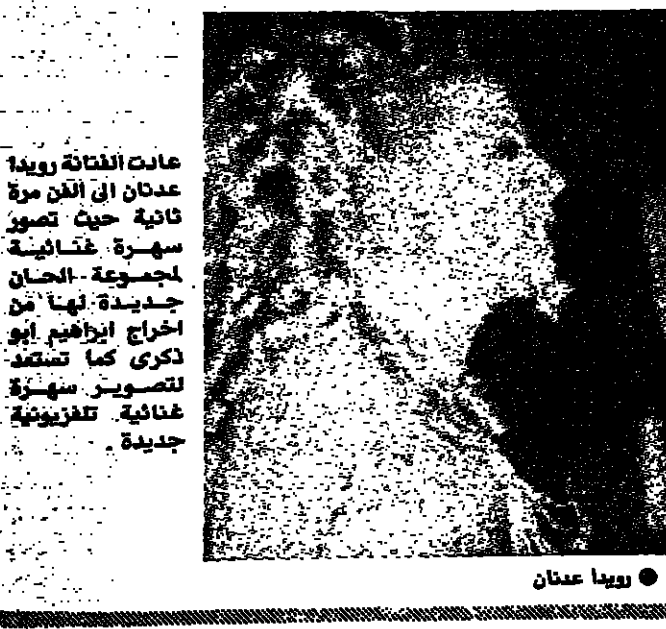 عادت الفنانة رويدا
عدنان الى الفن مرة
ثانية حيث تصور
سهرة غنائية
لمجموعة الحان
جديدة لها من
اخراج ابراهيم ابو
ذكرى كما تستعد
لتصوير سهرة
غنائية تلفزيونية
جديدة .
● رويدا عدنان